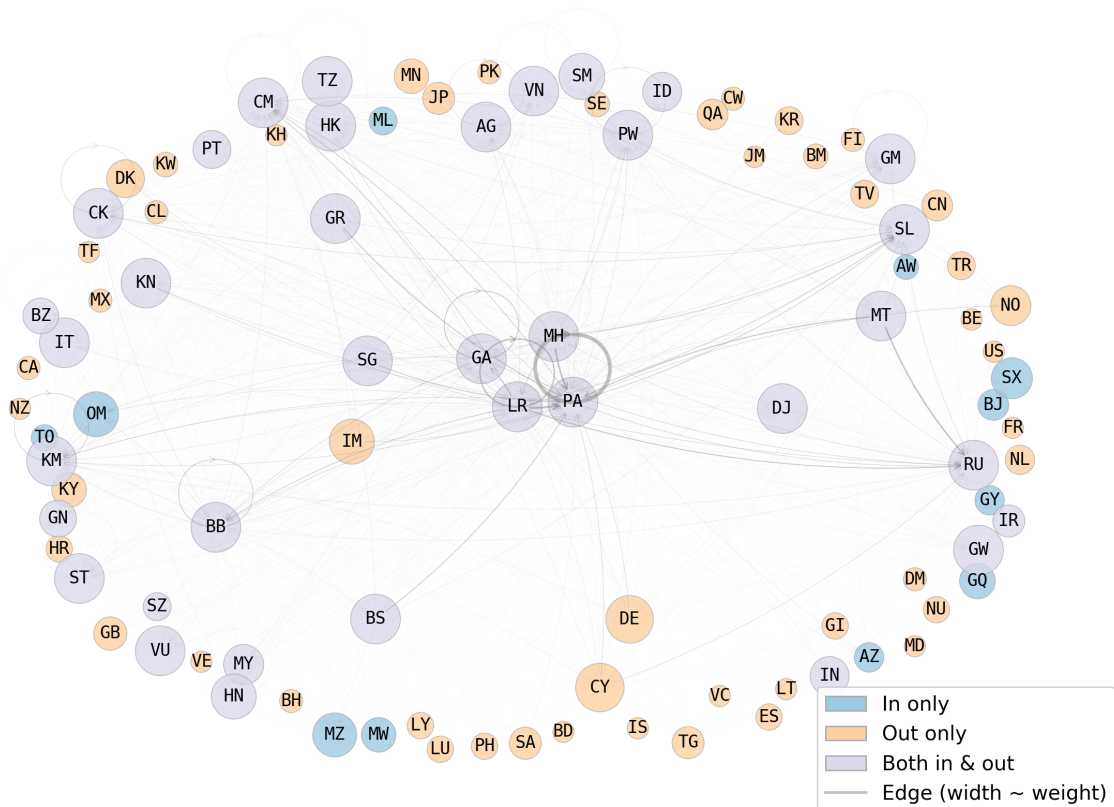 SM
PK
MN
TZ
VN
ID
JP
CW
CM
SE
QA
ML
KR
HK
AG
PW
KH
FI
PT
JM
BM
GM
KW
DK
TV
CN
CL
CK
GR
SL
TF
TR
AW
KN
MX
NO
BZ
MT
BE
MH
IT
US
GA
SG
CA
SX
PA
BJ
LR
DJ
NZ
OM
FR
TO
IM
KM
NL
RU
KY
GY
GN
IR
BB
HR
GW
ST
DM
GQ
SZ
NU
BS
DE
GI
GB
MD
VU
AZ
VE
MY
IN
CY
LT
HN
VC
BH
ES
LY
IS
BD
MZ
MW
SA
TG
PH
LU
In only
Out only
Both in & out
Edge (width ~ weight)